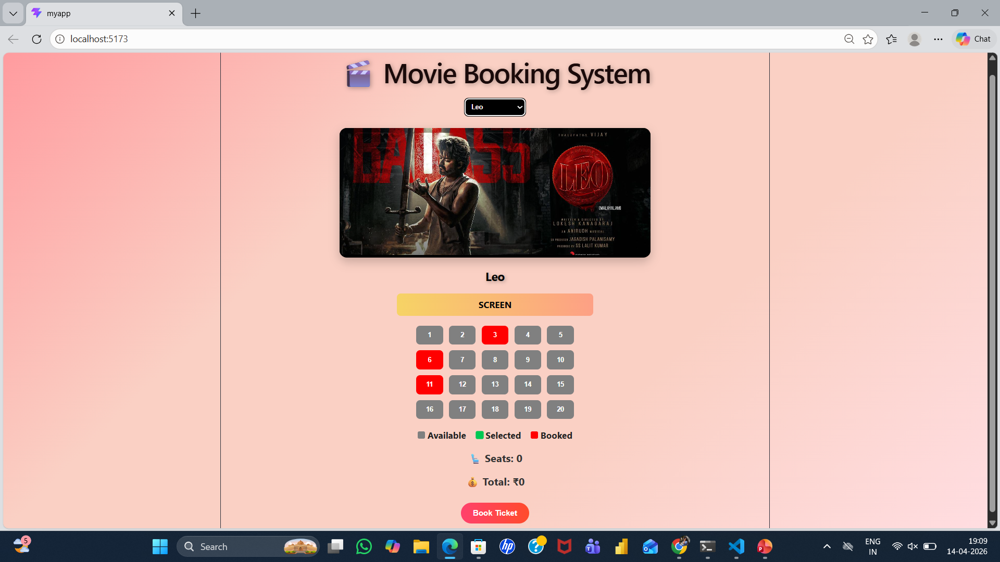 myapp
localhost:5173
Chat
Movie Booking System
Leo
BADASS
THALAPATHY VIJAY
LEO
(MALAYALAM)
WRITTEN & DIRECTED BY
LOKESH KANAGARAJ
AN ANIRUDH MUSICAL
CO PRODUCER JAGADISH PALANISAMY
PRODUCED BY SS LALIT KUMAR
Leo
SCREEN
1 2 3 4 5
6 7 8 9 10
11 12 13 14 15
16 17 18 19 20
Available Selected Booked
Seats: 0
Total: ₹0
Book Ticket
5
Search
ENG
IN
19:09
14-04-2026